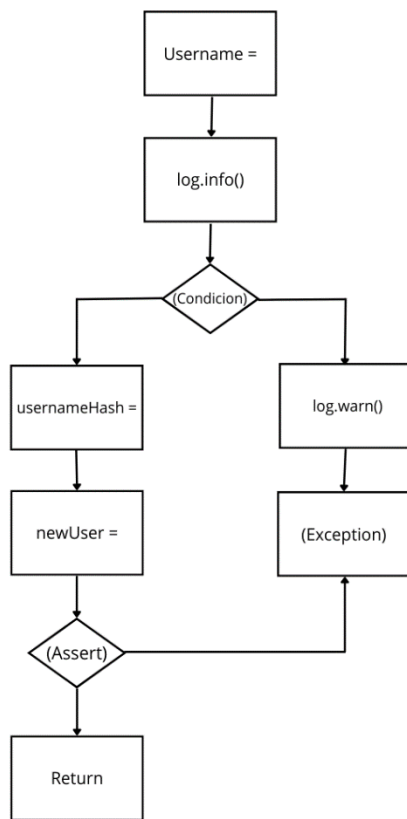 Username =
log.info()
(Condicion)
usernameHash =
log.warn()
newUser =
(Exception)
(Assert)
Return